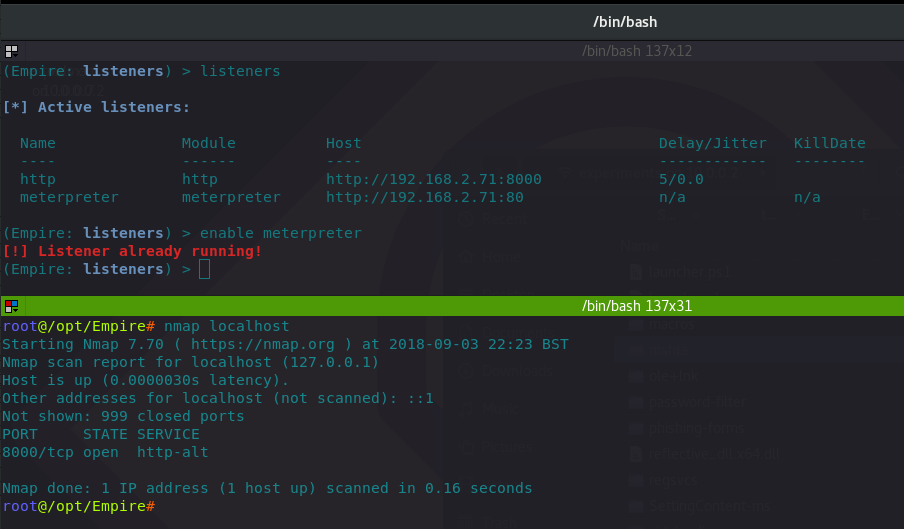 /bin/bash
/bin/bash 137x12
(Empire: listeners) > listeners
[*] Active listeners:
Name Module Host Delay/Jitter KillDate
---- ------ ---- ------------ --------
http http http://192.168.2.71:8000 5/0.0
meterpreter meterpreter http://192.168.2.71:80 n/a n/a
(Empire: listeners) > enable meterpreter
[!] Listener already running!
(Empire: listeners) >
/bin/bash 137x31
root@/opt/Empire# nmap localhost
Starting Nmap 7.70 ( https://nmap.org ) at 2018-09-03 22:23 BST
Nmap scan report for localhost (127.0.0.1)
Host is up (0.0000030s latency).
Other addresses for localhost (not scanned): ::1
Not shown: 999 closed ports
PORT STATE SERVICE
8000/tcp open http-alt
Nmap done: 1 IP address (1 host up) scanned in 0.16 seconds
root@/opt/Empire#